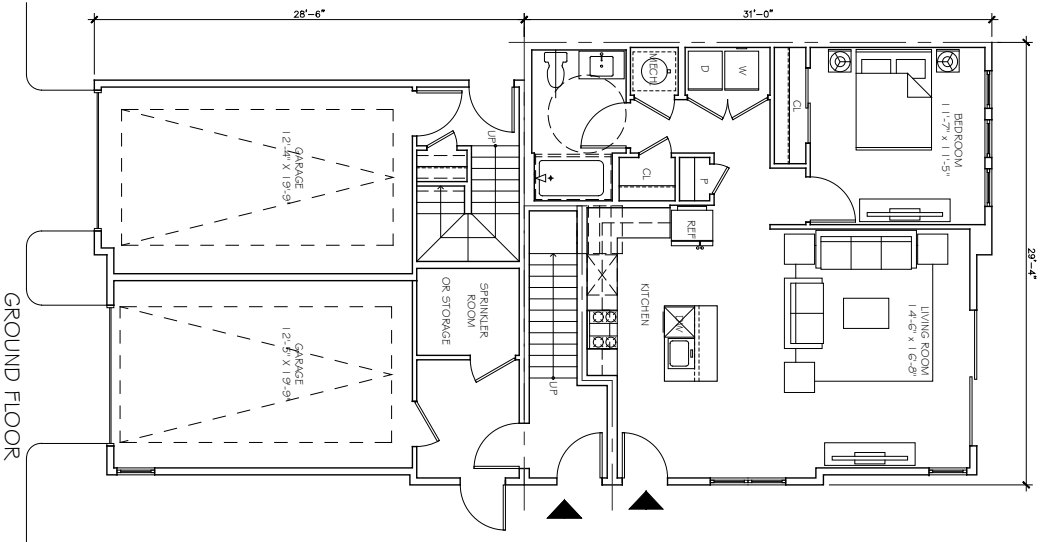 28'-6"
31'-0"
29'-4"
MECH
D
W
CL
BEDROOM
11'-7" x 11'-5"
UP
GARAGE
12'-4" X 19'-9"
CL
P
REF
SPRINKLER
ROOM
OR STORAGE
KITCHEN
DW
LIVING ROOM
14'-6" x 16'-8"
GARAGE
12'-5" X 19'-9"
UP
GROUND FLOOR